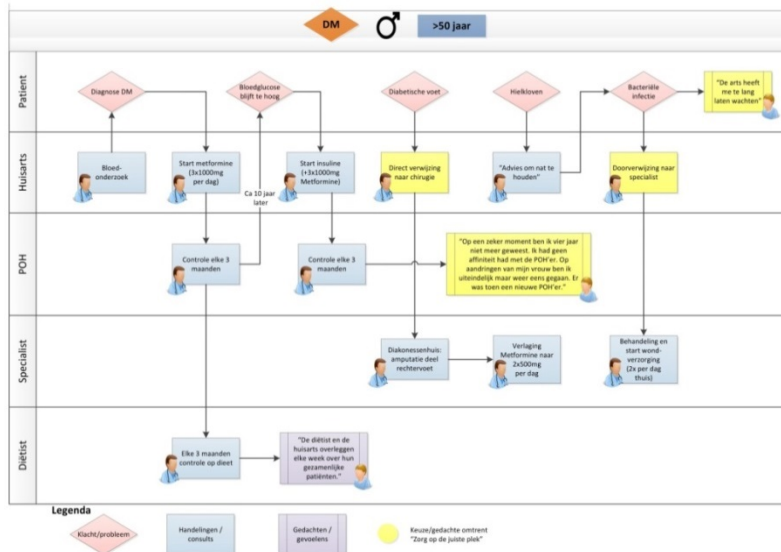 DM
>50 jaar
Patient
Diagnose DM
Bloedglucose
blijft te hoog
Diabetische voet
Hielkloven
Bacteriële
infectie
"De arts heeft
me te lang
laten wachten"
Huisarts
Bloed-
onderzoek
Start metformine
(3x1000mg
per dag)
Ca 10 jaar
later
Start insuline
(+3x1000mg
Metformine)
Direct verwijzing
naar chirugie
"Advies om nat te
houden"
Doorverwijzing naar
specialist
POH
Controle elke 3
maanden
Controle elke 3
maanden
"Op een zeker moment ben ik vier jaar
niet meer geweest. Ik had geen
affiniteit had met de POH'er. Op
aandringen van mijn vrouw ben ik
uiteindelijk maar weer eens gegaan. Er
was toen een nieuwe POH'er."
Specialist
Diakonessenhuis:
amputatie deel
rechtervoet
Verlaging
Metformine naar
2x500mg
per dag
Behandeling en
start wond-
verzorging
(2x per dag
thuis)
Diëtist
Elke 3 maanden
controle op dieet
"De diëtist en de
huisarts overleggen
elke week over hun
gezamenlijke
patiënten."
Legenda
Klacht/probleem
Handelingen /
consults
Gedachten /
gevoelens
Keuze/gedachte omtrent
"Zorg op de juiste plek"